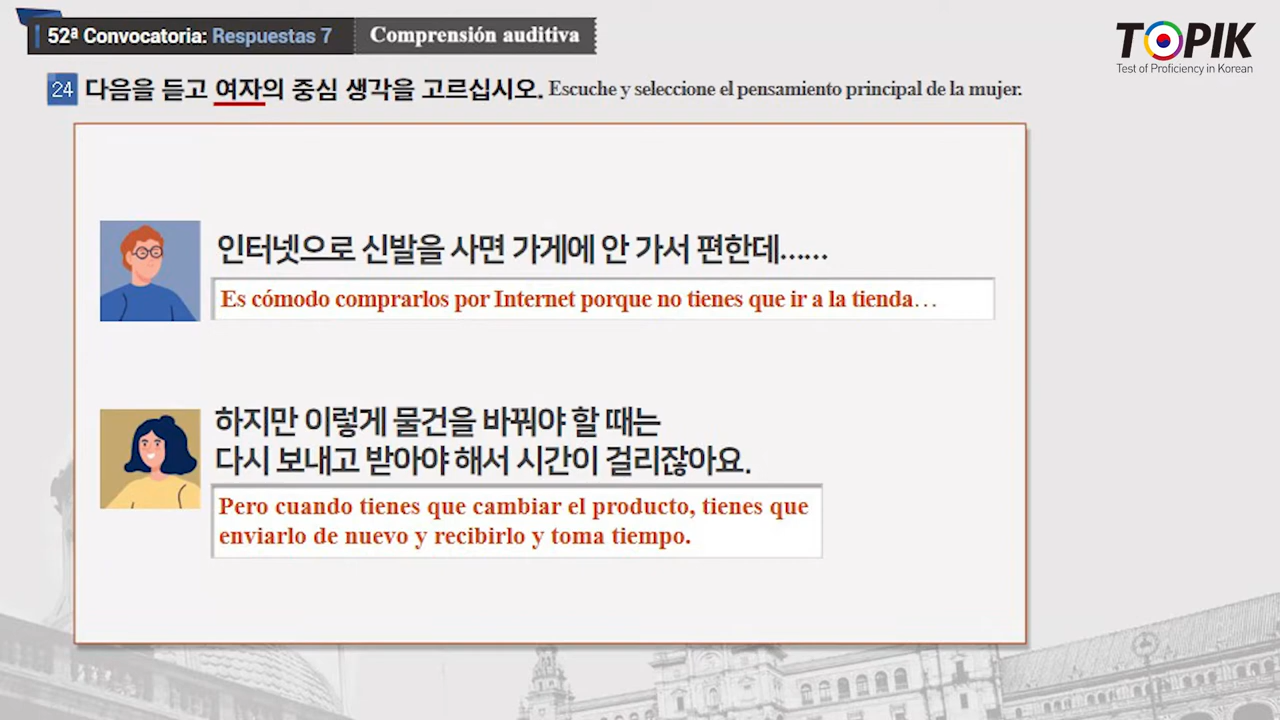 52ª Convocatoria: Respuestas 7
Comprensión auditiva
TOPIK
Test of Proficiency in Korean
24 다음을 듣고 여자의 중심 생각을 고르십시오. Escuche y seleccione el pensamiento principal de la mujer.
인터넷으로 신발을 사면 가게에 안 가서 편한데......
Es cómodo comprarlos por Internet porque no tienes que ir a la tienda…
하지만 이렇게 물건을 바꿔야 할 때는
다시 보내고 받아야 해서 시간이 걸리잖아요.
Pero cuando tienes que cambiar el producto, tienes que
enviarlo de nuevo y recibirlo y toma tiempo.